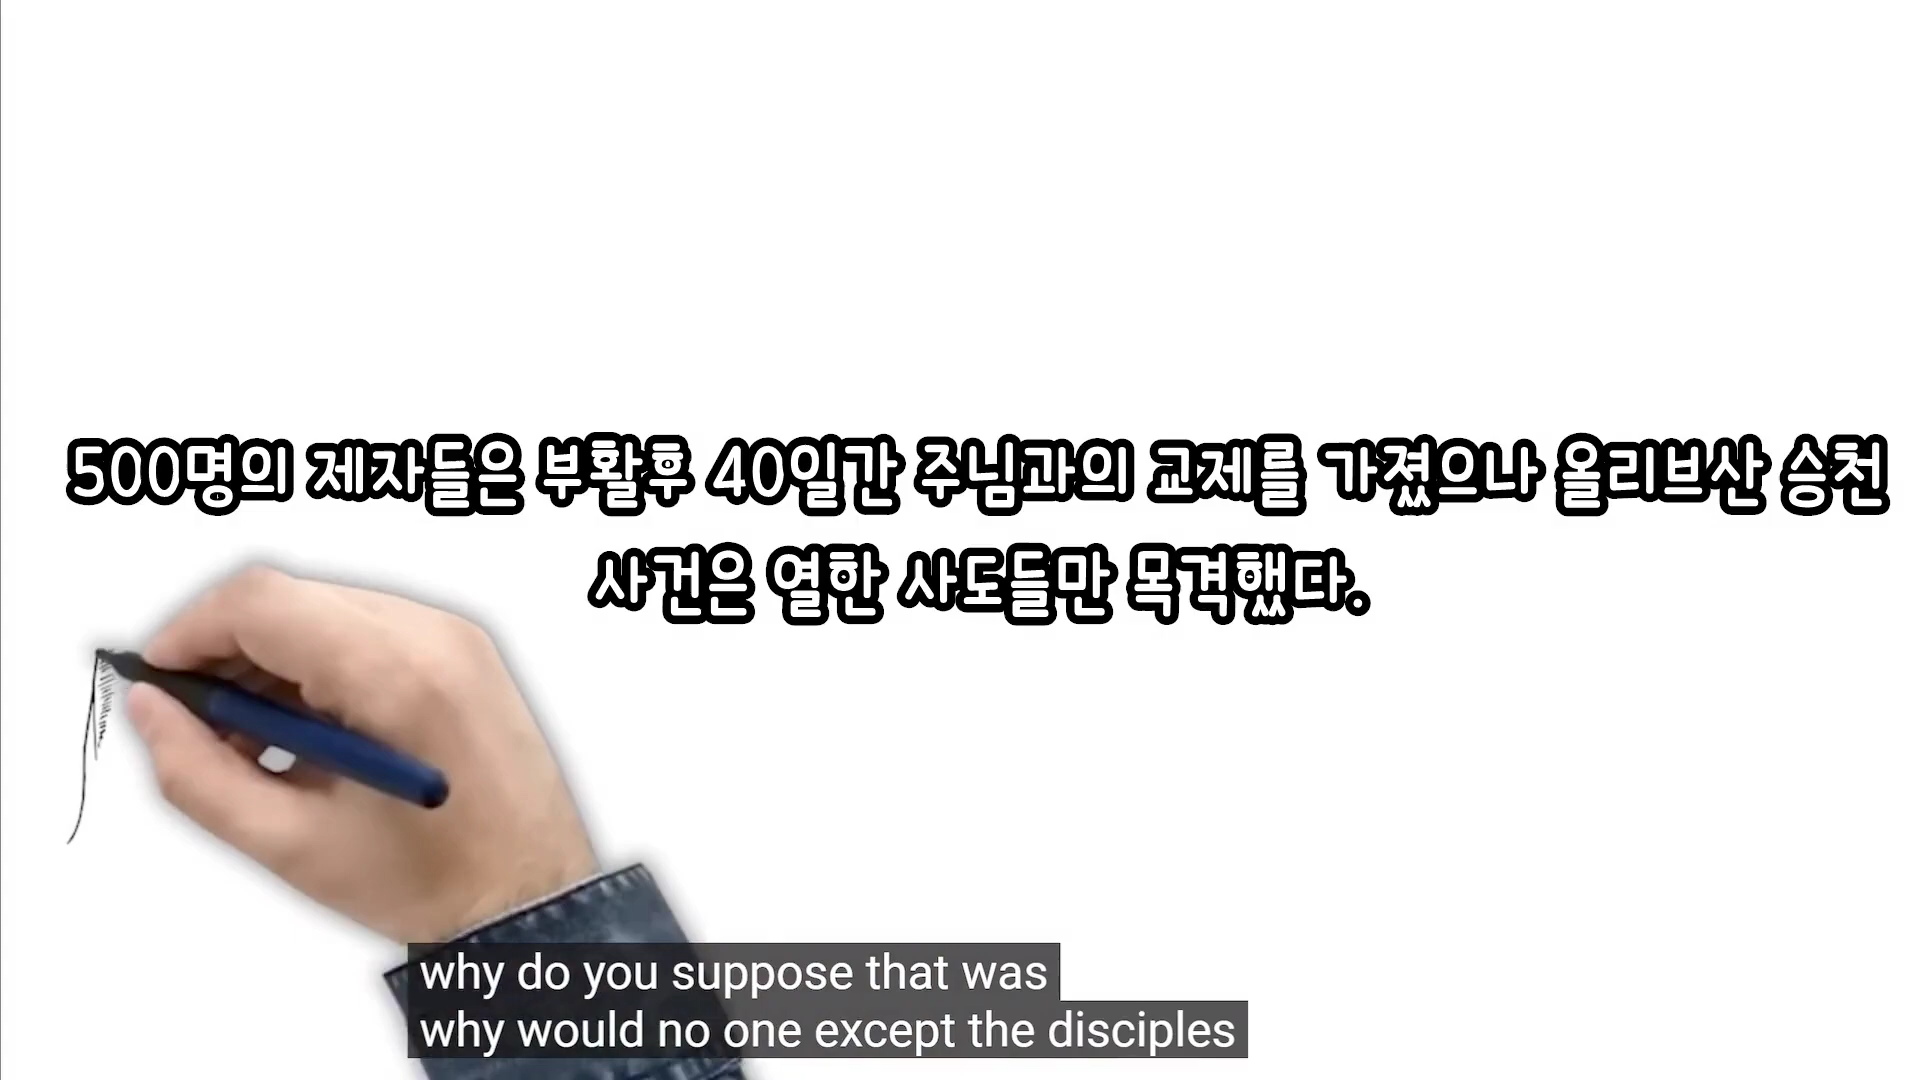 500명의 제자들은 부활후 40일간 주님과의 교제를 가졌으나 올리브산 승천
사건은 열한 사도들만 목격했다.
why do you suppose that was
why would no one except the disciples